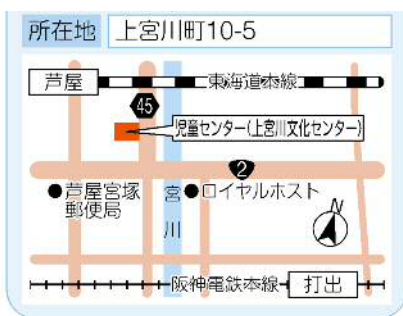 所在地 上宮川町10-5
芦屋 東海道本線
45
児童センター(上宮川文化センター)
2
●芦屋宮塚
郵便局
宮川
●ロイヤルホスト
N
阪神電鉄本線 打出